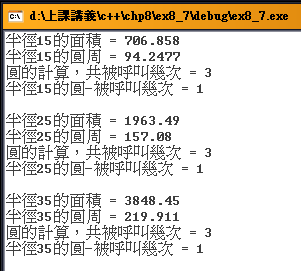 d:\上課講義\c++\chp8\ex8_7\debug\ex8_7.exe
半徑15的面積 = 706.858
半徑15的圓周 = 94.2477
圓的計算，共被呼叫幾次 = 3
半徑15的圓-被呼叫幾次 = 1
半徑25的面積 = 1963.49
半徑25的圓周 = 157.08
圓的計算，共被呼叫幾次 = 3
半徑25的圓-被呼叫幾次 = 1
半徑35的面積 = 3848.45
半徑35的圓周 = 219.911
圓的計算，共被呼叫幾次 = 3
半徑35的圓-被呼叫幾次 = 1